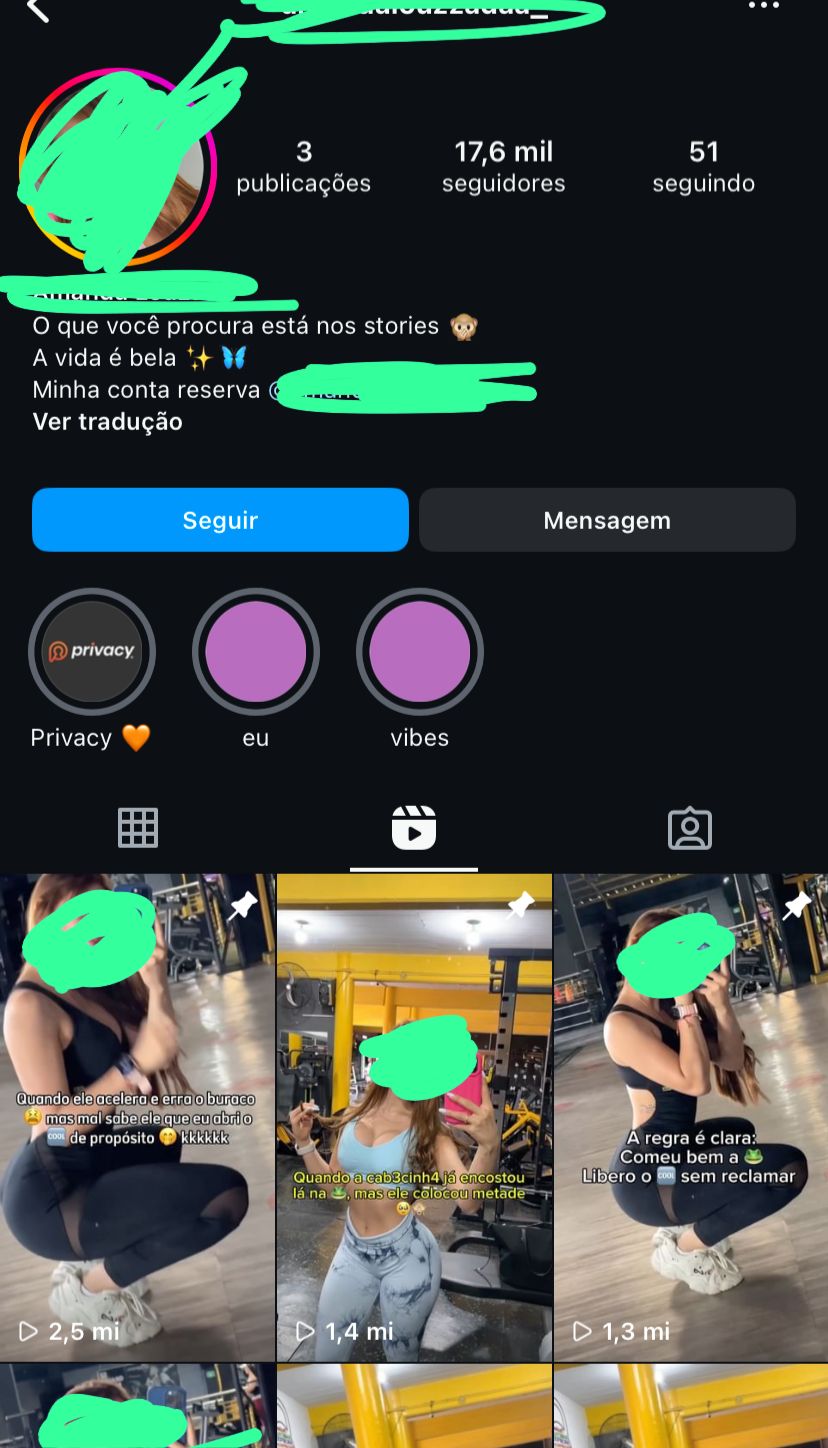 3
publicações
17,6 mil
seguidores
51
seguindo
O que você procura está nos stories 🙊
A vida é bela ✨ 🦋
Minha conta reserva @
Ver tradução
Seguir
Mensagem
privacy
Privacy 🧡
eu
vibes
Quando ele acelera e erra o buraco
😫 mas mal sabe ele que eu abri o
🆒 de propósito 🤭 kkkkkk
2,5 mi
Quando a cab3cinh4 já encostou
lá na 🐸, mas ele colocou metade
🥹🙊
1,4 mi
A regra é clara:
Comeu bem a 🐸
Libero o 🆒 sem reclamar
1,3 mi